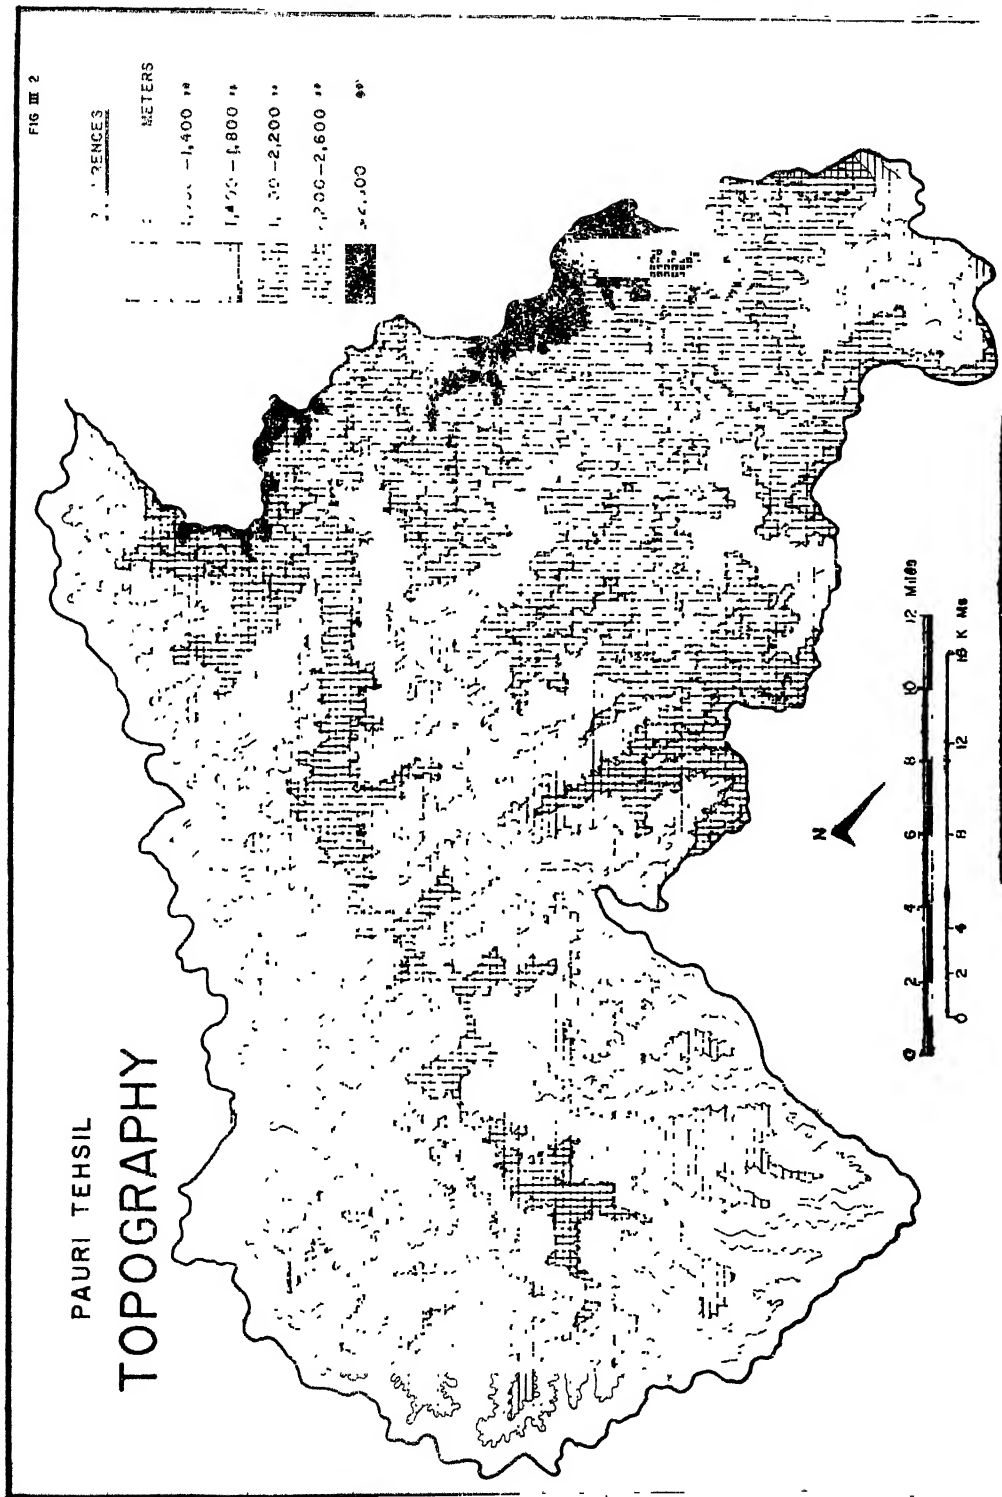 FIG III 2
PAURI TEHSIL
TOPOGRAPHY
METERS
-1,400
-1,800
-2,200
-2,600
N
0 2 4 6 8 10 12 MILES
0 2 4 8 12 16 K Ms